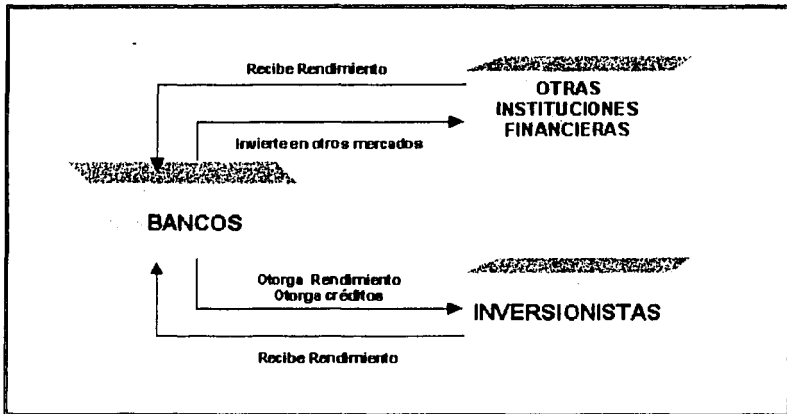 Recibe Rendimiento
OTRAS
INSTITUCIONES
FINANCIERAS
Invierte en otros mercados
BANCOS
Otorga Rendimiento
Otorga créditos
INVERSIONISTAS
Recibe Rendimiento